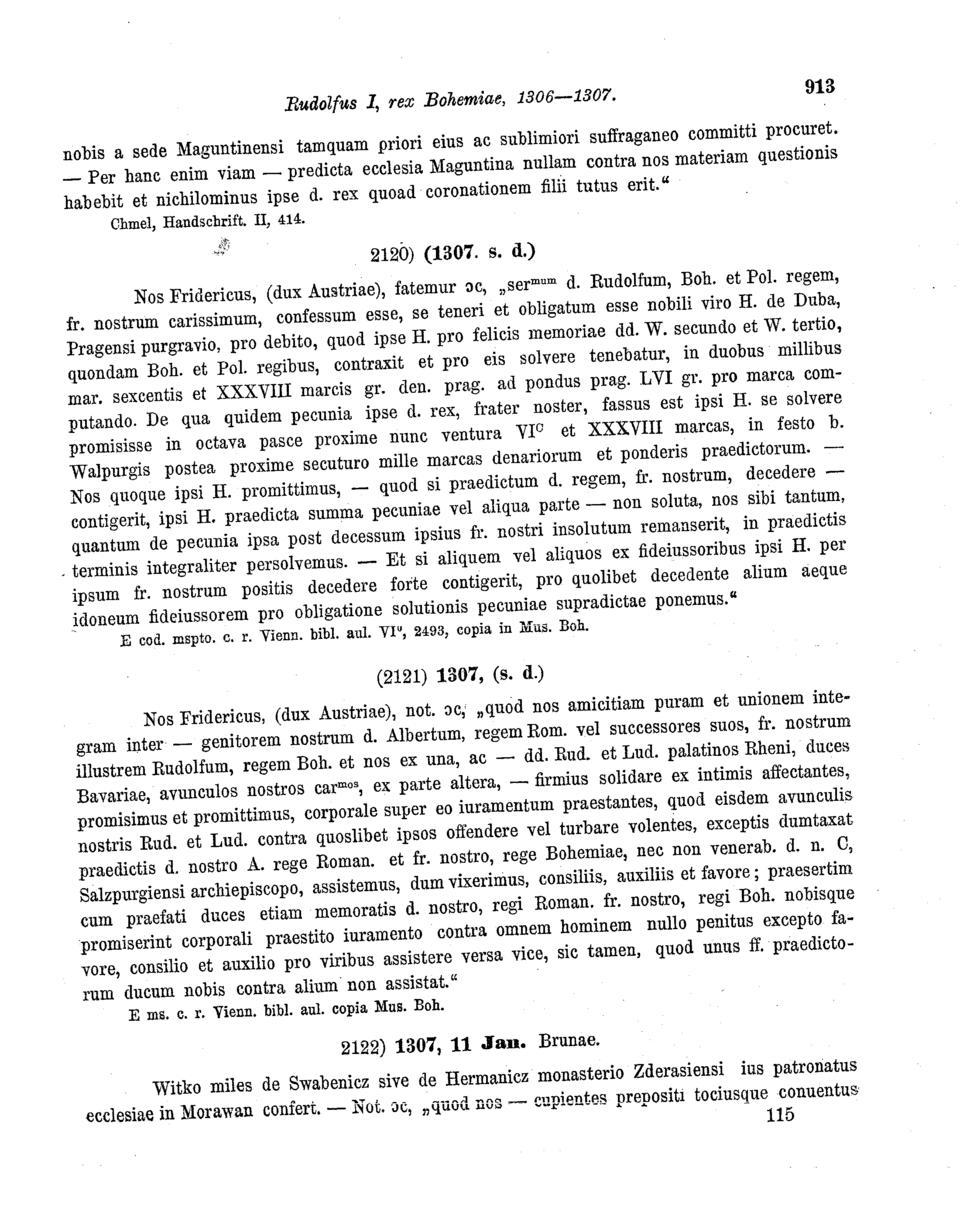 Rudolfus I, rex Bohemiae, 1306—1307.
913
nobis a sede Maguntinensi tamquam priori eius ac sublimiori suffraganeo committi procuret.
— Per hanc enim viam — predicta ecclesia Maguntina nullam contra nos materiam questionis
habebit et nichilominus ipse d. rex quoad coronationem filii tutus erit.“
Chmel, Handschrift. II, 414.
2120) (1307. s. d.)
Nos Fridericus, (dux Austriae), fatemur ɔc, „serᵐᵘᵐ d. Rudolfum, Boh. et Pol. regem,
fr. nostrum carissimum, confessum esse, se teneri et obligatum esse nobili viro H. de Duba,
Pragensi purgravio, pro debito, quod ipse H. pro felicis memoriae dd. W. secundo et W. tertio,
quondam Boh. et Pol. regibus, contraxit et pro eis solvere tenebatur, in duobus millibus
mar. sexcentis et XXXVIII marcis gr. den. prag. ad pondus prag. LVI gr. pro marca com-
putando. De qua quidem pecunia ipse d. rex, frater noster, fassus est ipsi H. se solvere
promisisse in octava pasce proxime nunc ventura VIᶜ et XXXVIII marcas, in festo b.
Walpurgis postea proxime secuturo mille marcas denariorum et ponderis praedictorum. —
Nos quoque ipsi H. promittimus, — quod si praedictum d. regem, fr. nostrum, decedere —
contigerit, ipsi H. praedicta summa pecuniae vel aliqua parte — non soluta, nos sibi tantum,
quantum de pecunia ipsa post decessum ipsius fr. nostri insolutum remanserit, in praedictis
terminis integraliter persolvemus. — Et si aliquem vel aliquos ex fideiussoribus ipsi H. per
ipsum fr. nostrum positis decedere forte contigerit, pro quolibet decedente alium aeque
idoneum fideiussorem pro obligatione solutionis pecuniae supradictae ponemus.“
E cod. mspto. c. r. Vienn. bibl. aul. VIᵘ, 2493, copia in Mus. Boh.
(2121) 1307, (s. d.)
Nos Fridericus, (dux Austriae), not. ɔc, „quod nos amicitiam puram et unionem inte-
gram inter — genitorem nostrum d. Albertum, regem Rom. vel successores suos, fr. nostrum
illustrem Rudolfum, regem Boh. et nos ex una, ac — dd. Rud. et Lud. palatinos Rheni, duces
Bavariae, avunculos nostros carᵐᵒˢ, ex parte altera, — firmius solidare ex intimis affectantes,
promisimus et promittimus, corporale super eo iuramentum praestantes, quod eisdem avunculis
nostris Rud. et Lud. contra quoslibet ipsos offendere vel turbare volentes, exceptis dumtaxat
praedictis d. nostro A. rege Roman. et fr. nostro, rege Bohemiae, nec non venerab. d. n. C,
Salzpurgiensi archiepiscopo, assistemus, dum vixerimus, consiliis, auxiliis et favore; praesertim
cum praefati duces etiam memoratis d. nostro, regi Roman. fr. nostro, regi Boh. nobisque
promiserint corporali praestito iuramento contra omnem hominem nullo penitus excepto fa-
vore, consilio et auxilio pro viribus assistere versa vice, sic tamen, quod unus ff. praedicto-
rum ducum nobis contra alium non assistat.“
E ms. c. r. Vienn. bibl. aul. copia Mus. Boh.
2122) 1307, 11 Jan. Brunae.
Witko miles de Swabenicz sive de Hermanicz monasterio Zderasiensi ius patronatus
ecclesiae in Morawan confert. — Not. ɔc, „quod nos — cupientes prepositi tociusque conuentus
115